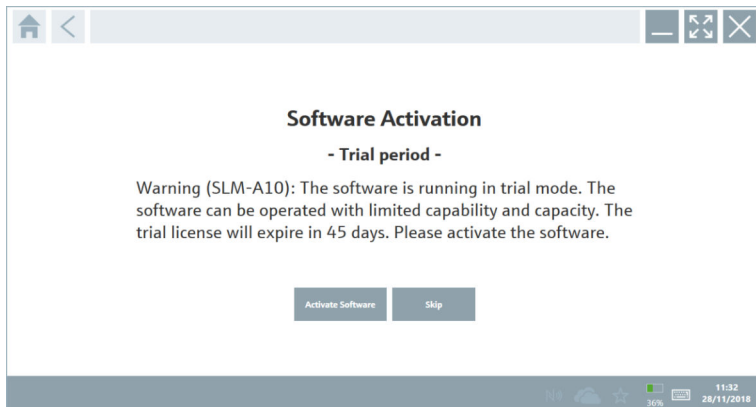 Software Activation
- Trial period -
Warning (SLM-A10): The software is running in trial mode. The
software can be operated with limited capability and capacity. The
trial license will expire in 45 days. Please activate the software.
Activate Software
Skip
36%
11:32
28/11/2018